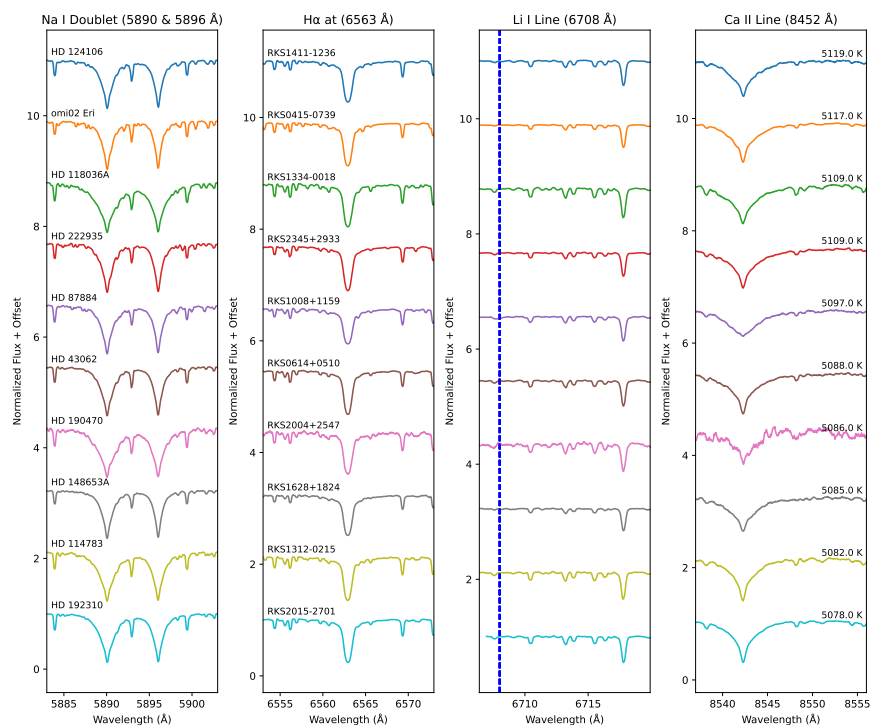 Na I Doublet (5890 & 5896 Å)
Hα at (6563 Å)
Li I Line (6708 Å)
Ca II Line (8452 Å)
HD 124106
omi02 Eri
HD 118036A
HD 222935
HD 87884
HD 43062
HD 190470
HD 148653A
HD 114783
HD 192310
10
8
6
4
2
0
Normalized Flux + Offset
5885
5890
5895
5900
Wavelength (Å)
RKS1411-1236
RKS0415-0739
RKS1334-0018
RKS2345+2933
RKS1008+1159
RKS0614+0510
RKS2004+2547
RKS1628+1824
RKS1312-0215
RKS2015-2701
10
8
6
4
2
0
Normalized Flux + Offset
6555
6560
6565
6570
Wavelength (Å)
10
8
6
4
2
Normalized Flux + Offset
6710
6715
Wavelength (Å)
5119.0 K
5117.0 K
5109.0 K
5109.0 K
5097.0 K
5088.0 K
5086.0 K
5085.0 K
5082.0 K
5078.0 K
10
8
6
4
2
0
Normalized Flux + Offset
8540
8545
8550
8555
Wavelength (Å)